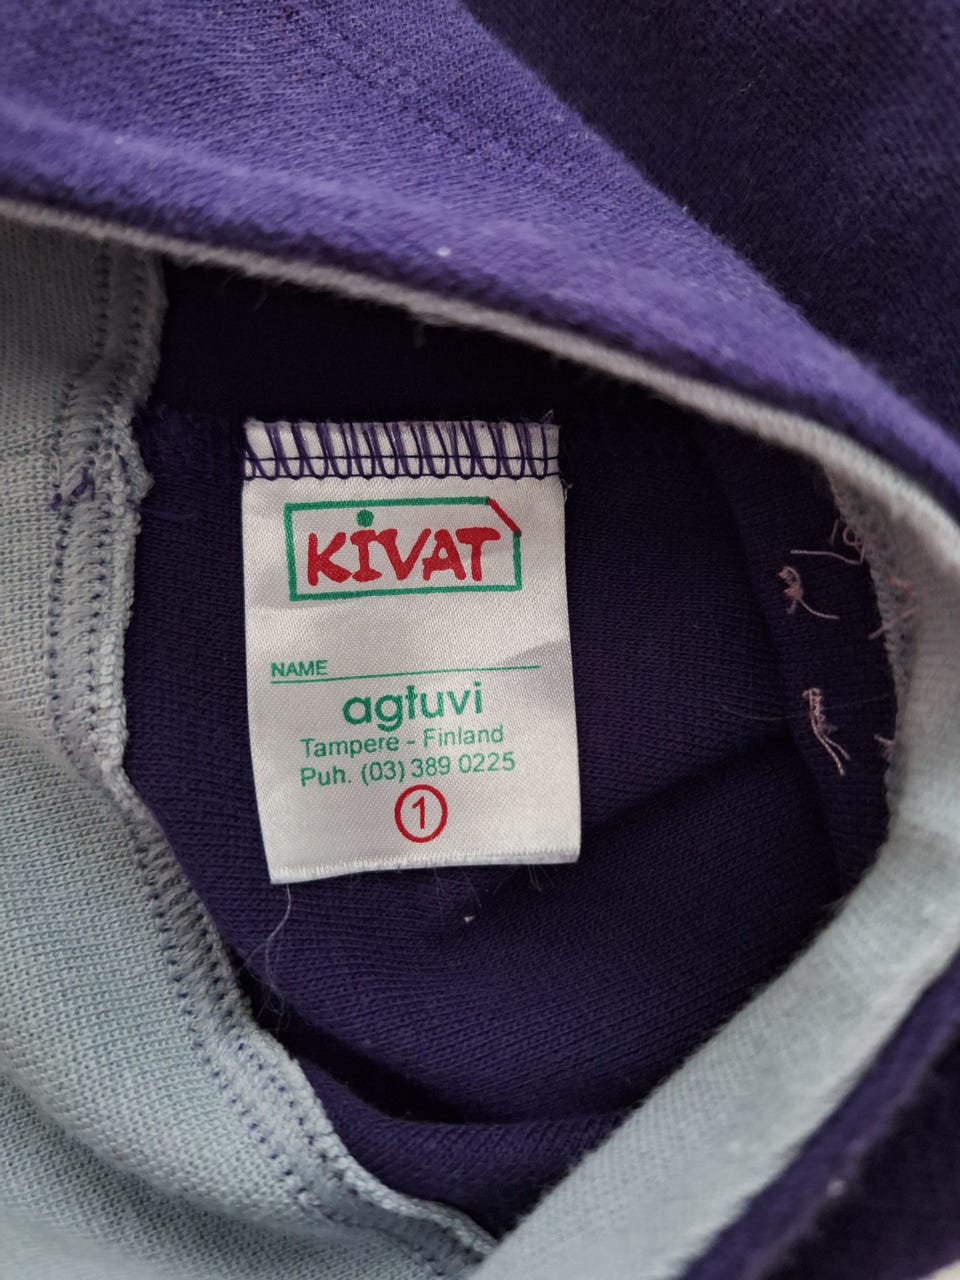 KiVAT
NAME
agtuvi
Tampere - Finland
Puh. (03) 389 0225
1